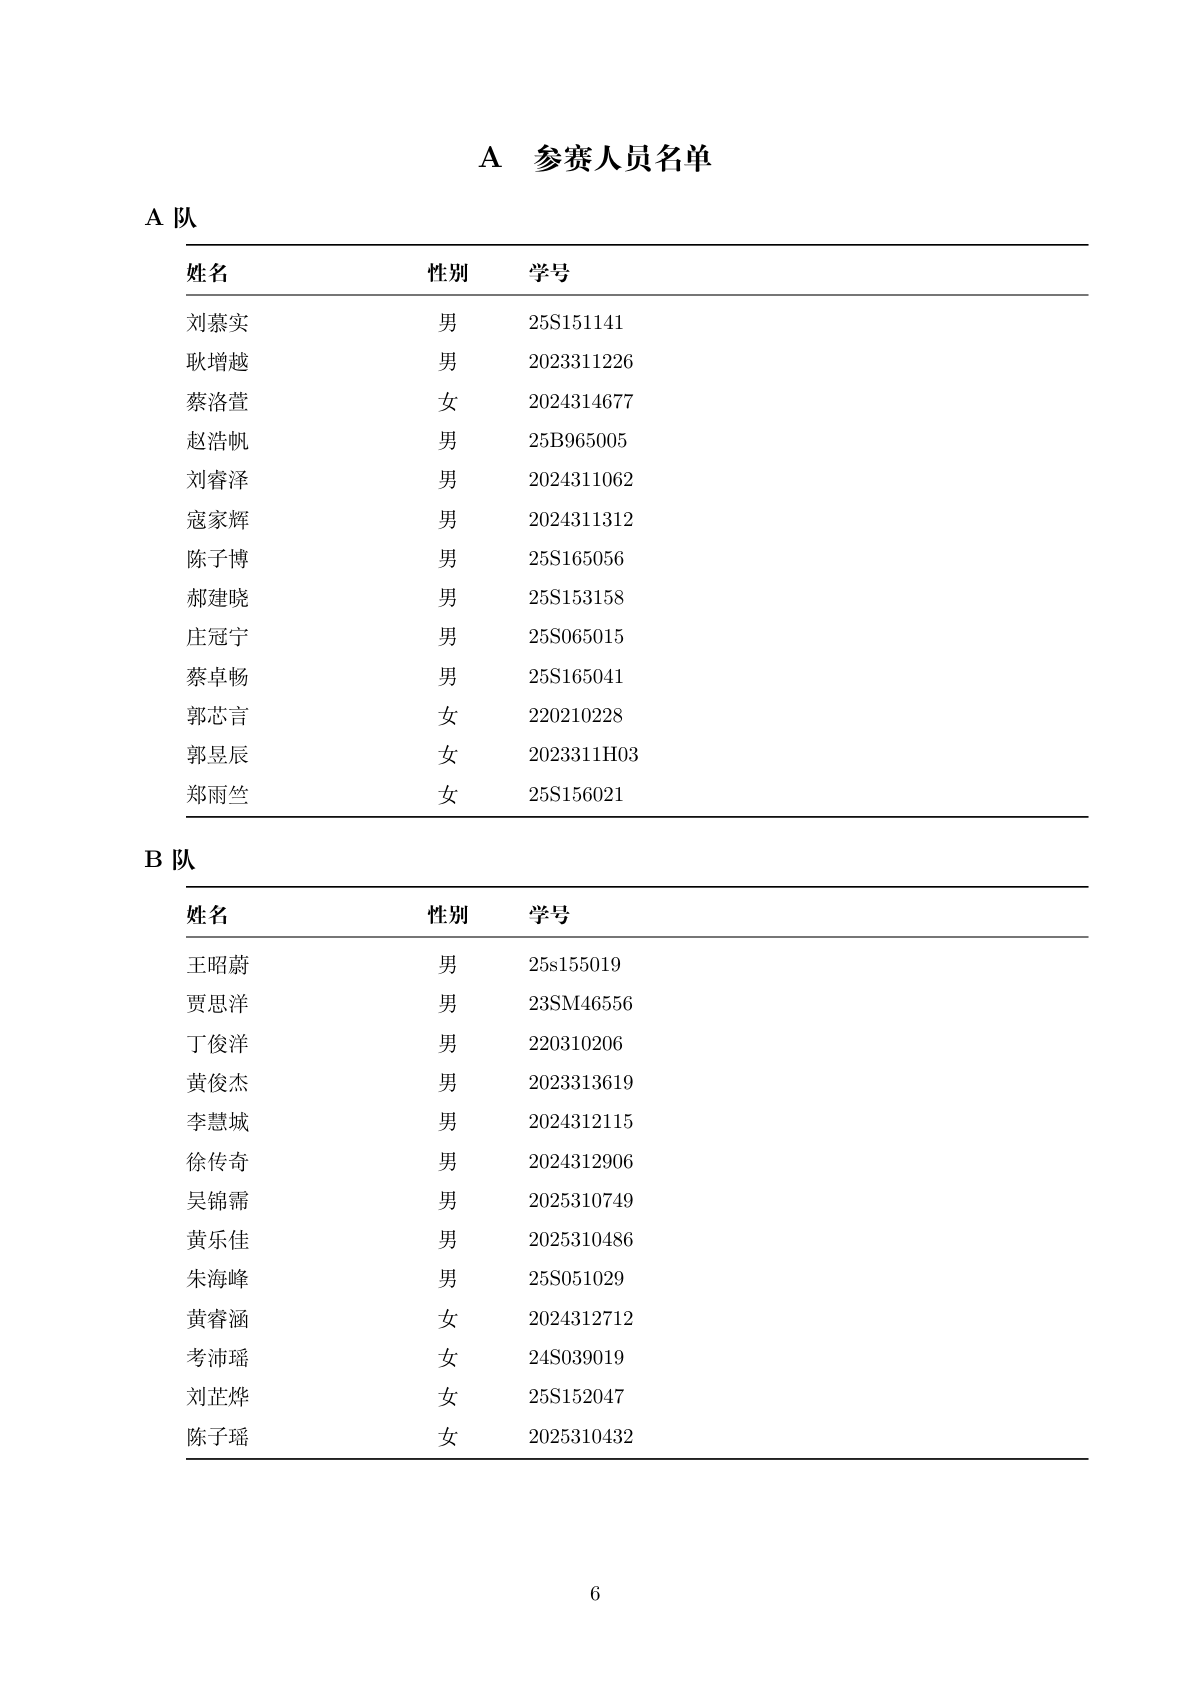 A 参赛人员名单
A 队
姓名 性别 学号
刘慕实 男 25S151141
耿增越 男 2023311226
蔡洛萱 女 2024314677
赵浩帆 男 25B965005
刘睿泽 男 2024311062
寇家辉 男 2024311312
陈子博 男 25S165056
郝建晓 男 25S153158
庄冠宁 男 25S065015
蔡卓畅 男 25S165041
郭芯言 女 220210228
郭昱辰 女 2023311H03
郑雨竺 女 25S156021
B 队
姓名 性别 学号
王昭蔚 男 25s155019
贾思洋 男 23SM46556
丁俊洋 男 220310206
黄俊杰 男 2023313619
李慧城 男 2024312115
徐传奇 男 2024312906
吴锦霈 男 2025310749
黄乐佳 男 2025310486
朱海峰 男 25S051029
黄睿涵 女 2024312712
考沛瑶 女 24S039019
刘芷烨 女 25S152047
陈子瑶 女 2025310432
6